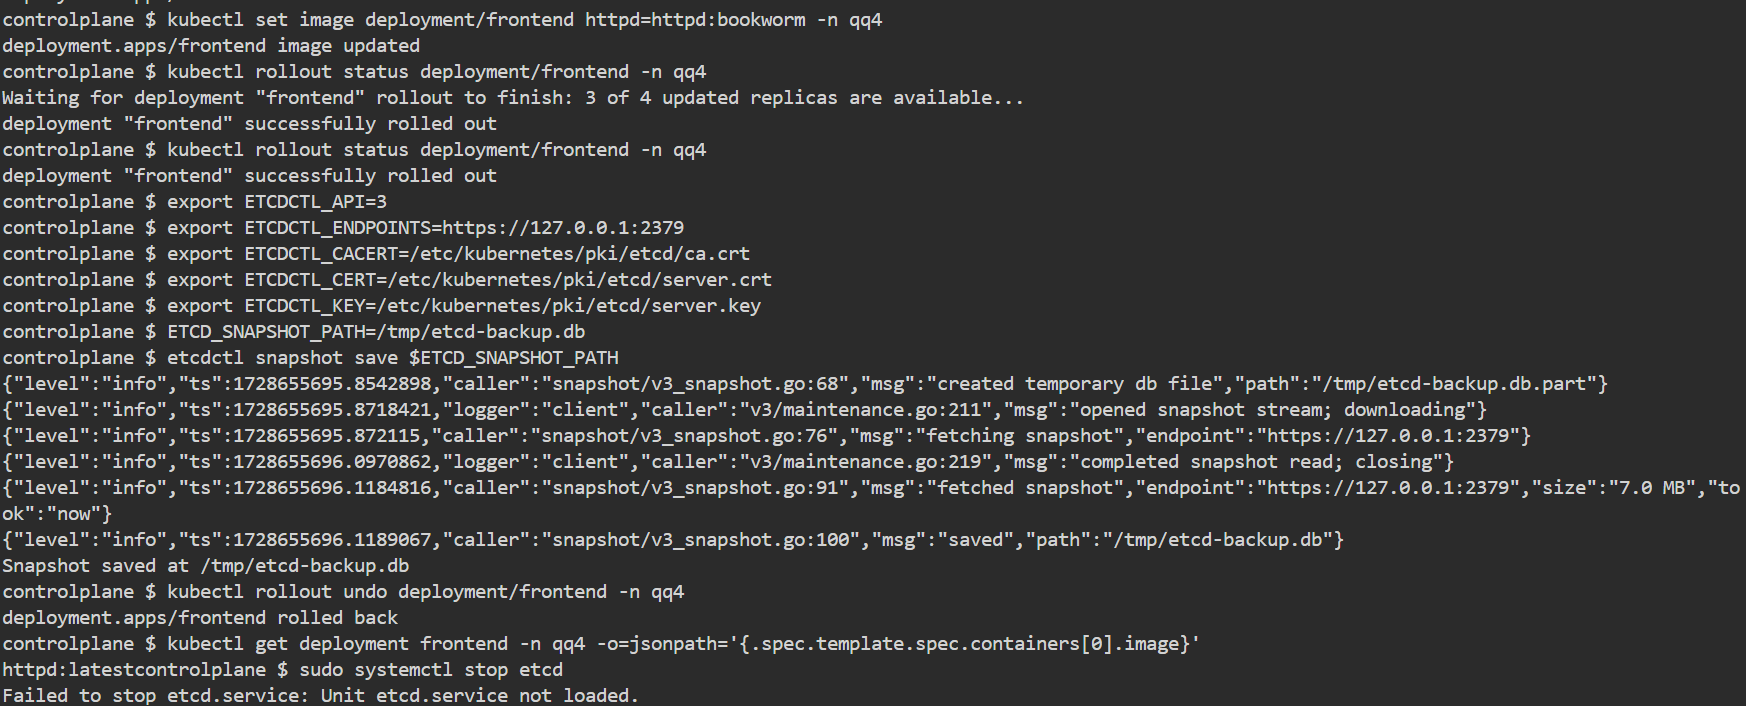 controlplane $ kubectl set image deployment/frontend httpd=httpd:bookworm -n qq4
deployment.apps/frontend image updated
controlplane $ kubectl rollout status deployment/frontend -n qq4
Waiting for deployment "frontend" rollout to finish: 3 of 4 updated replicas are available...
deployment "frontend" successfully rolled out
controlplane $ kubectl rollout status deployment/frontend -n qq4
deployment "frontend" successfully rolled out
controlplane $ export ETCDCTL_API=3
controlplane $ export ETCDCTL_ENDPOINTS=https://127.0.0.1:2379
controlplane $ export ETCDCTL_CACERT=/etc/kubernetes/pki/etcd/ca.crt
controlplane $ export ETCDCTL_CERT=/etc/kubernetes/pki/etcd/server.crt
controlplane $ export ETCDCTL_KEY=/etc/kubernetes/pki/etcd/server.key
controlplane $ ETCD_SNAPSHOT_PATH=/tmp/etcd-backup.db
controlplane $ etcdctl snapshot save $ETCD_SNAPSHOT_PATH
{"level":"info","ts":1728655695.8542898,"caller":"snapshot/v3_snapshot.go:68","msg":"created temporary db file","path":"/tmp/etcd-backup.db.part"}
{"level":"info","ts":1728655695.8718421,"logger":"client","caller":"v3/maintenance.go:211","msg":"opened snapshot stream; downloading"}
{"level":"info","ts":1728655695.872115,"caller":"snapshot/v3_snapshot.go:76","msg":"fetching snapshot","endpoint":"https://127.0.0.1:2379"}
{"level":"info","ts":1728655696.0970862,"logger":"client","caller":"v3/maintenance.go:219","msg":"completed snapshot read; closing"}
{"level":"info","ts":1728655696.1184816,"caller":"snapshot/v3_snapshot.go:91","msg":"fetched snapshot","endpoint":"https://127.0.0.1:2379","size":"7.0 MB","to
ok":"now"}
{"level":"info","ts":1728655696.1189067,"caller":"snapshot/v3_snapshot.go:100","msg":"saved","path":"/tmp/etcd-backup.db"}
Snapshot saved at /tmp/etcd-backup.db
controlplane $ kubectl rollout undo deployment/frontend -n qq4
deployment.apps/frontend rolled back
controlplane $ kubectl get deployment frontend -n qq4 -o=jsonpath='{.spec.template.spec.containers[0].image}'
httpd:latestcontrolplane $ sudo systemctl stop etcd
Failed to stop etcd.service: Unit etcd.service not loaded.